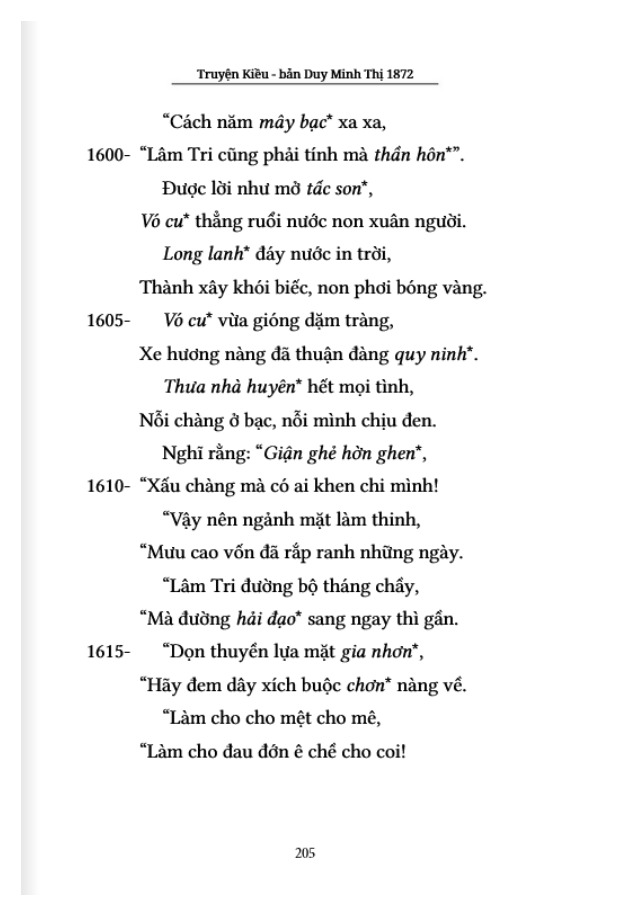 Truyện Kiều - bản Duy Minh Thị 1872
“Cách năm mây bạc* xa xa,
1600- “Lâm Tri cũng phải tính mà thần hôn*”.
Được lời như mở tấc son*,
Vó cu* thẳng ruổi nước non xuân người.
Long lanh* đáy nước in trời,
Thành xây khói biếc, non phơi bóng vàng.
1605- Vó cu* vừa gióng dặm tràng,
Xe hương nàng đã thuận đàng quy ninh*.
Thưa nhà huyên* hết mọi tình,
Nỗi chàng ở bạc, nỗi mình chịu đen.
Nghĩ rằng: “Giận ghẻ hờn ghen*,
1610- “Xấu chàng mà có ai khen chi mình!
“Vậy nên ngảnh mặt làm thinh,
“Mưu cao vốn đã rắp ranh những ngày.
“Lâm Tri đường bộ tháng chầy,
“Mà đường hải đạo* sang ngay thì gần.
1615- “Dọn thuyền lựa mặt gia nhơn*,
“Hãy đem dây xích buộc chơn* nàng về.
“Làm cho cho mệt cho mê,
“Làm cho đau đớn ê chề cho coi!
205